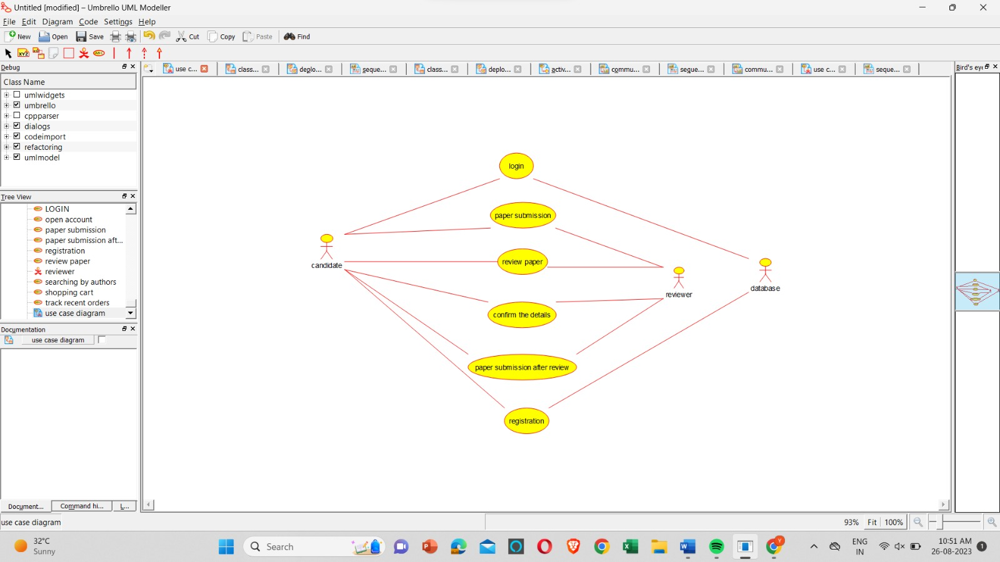 Untitled [modified] – Umbrello UML Modeller
File Edit Diagram Code Settings Help
New Open Save Cut Copy Paste Find
XYZ ABC
Debug
Class Name
umlwidgets
umbrello
cppparser
dialogs
codeimport
refactoring
umlmodel
Tree View
LOGIN
open account
paper submission
paper submission aft...
registration
review paper
reviewer
searching by authors
shopping cart
track recent orders
use case diagram
Documentation
use case diagram
Document... Command hi... L...
use case diagram
use c... class... deplo... seque... class... deplo... activ... commu... seque... commu... use c... seque...
Bird's eye
login
paper submission
candidate
review paper
reviewer
database
confirm the details
paper submission after review
registration
93% Fit 100%
32°C
Sunny
Search
ENG
IN
10:51 AM
26-08-2023
1